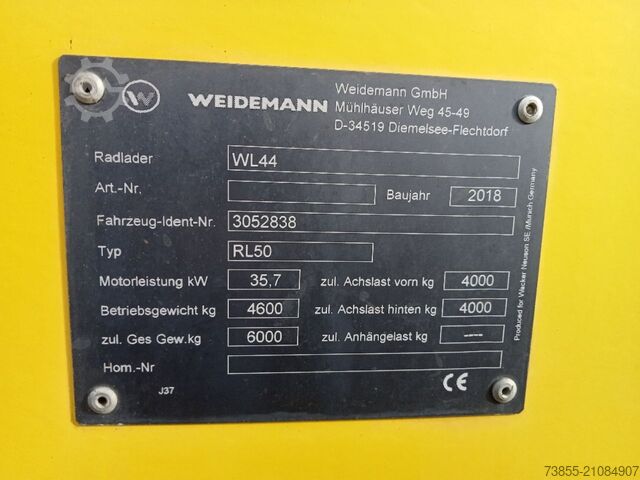 W WEIDEMANN
Weidemann GmbH
Mühlhäuser Weg 45-49
D-34519 Diemelsee-Flechtdorf
Radlader WL44
Art.-Nr. Baujahr 2018
Fahrzeug-Ident-Nr. 3052838
Typ RL50
Motorleistung kW 35,7 zul. Achslast vorn kg 4000
Betriebsgewicht kg 4600 zul. Achslast hinten kg 4000
zul. Ges Gew.kg 6000 zul. Anhängelast kg ----
Hom.-Nr
J37
CE
Produced for Wacker Neuson SE /Munich Germany
73855-21084907